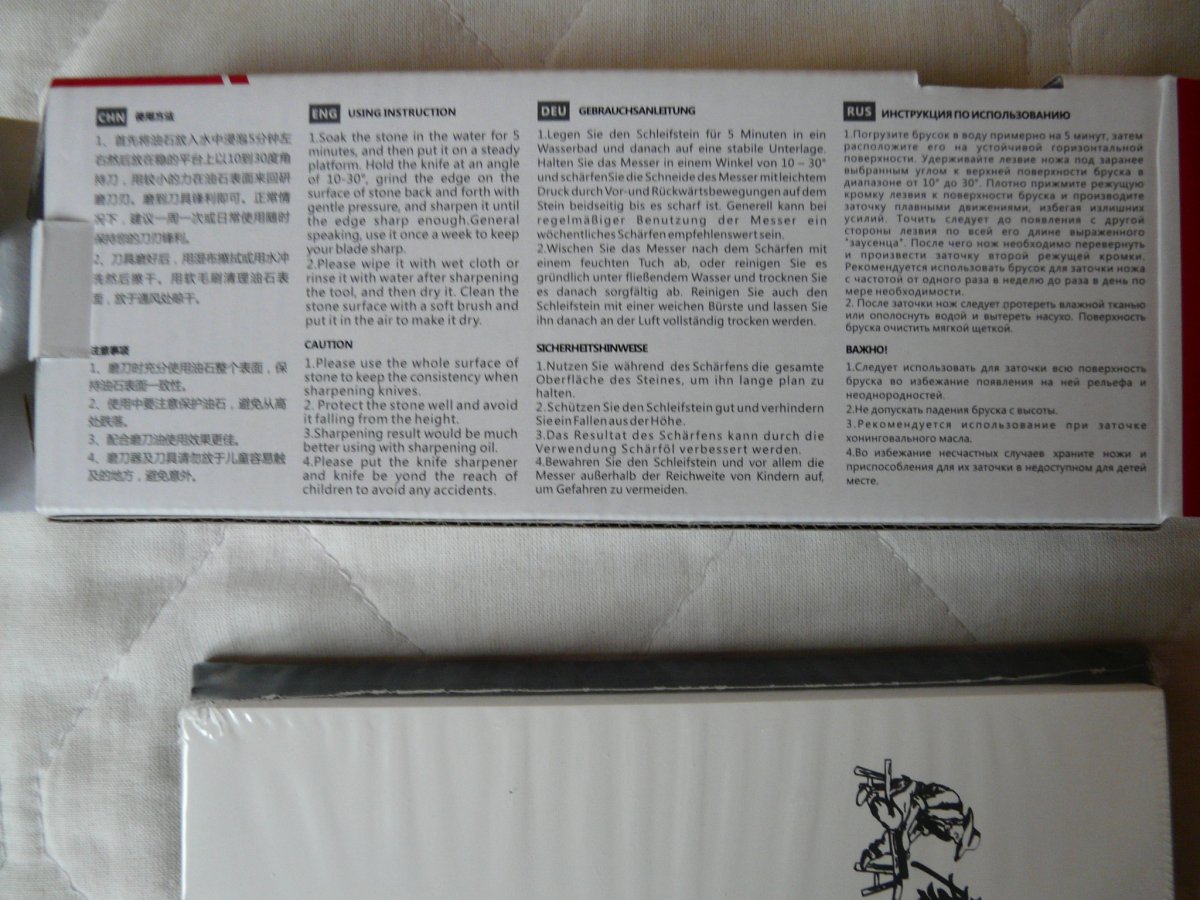 CHN 使用方法
1、首先将油石放入水中浸泡5分钟左
右然后放在稳的平台上以10到30度角
持刀，用较小的力在油石表面来回研
磨刀刃。磨到刀具锋利即可。正常情
况下，建议一周一次或日常使用随时
保持您的刀刃锋利。
2、刀具磨好后，用湿布擦拭或用水冲
洗然后擦干。用软毛刷清理油石表
面，放于通风处晾干。
注意事项
1、磨刀时充分使用油石整个表面，保
持油石表面一致性。
2、使用中要注意保护油石，避免从高
处跌落。
3、配合磨刀油使用效果更佳。
4、磨刀器及刀具请勿放于儿童容易触
及的地方，避免意外。
ENG USING INSTRUCTION
1.Soak the stone in the water for 5
minutes, and then put it on a steady
platform. Hold the knife at an angle
of 10-30°, grind the edge on the
surface of stone back and forth with
gentle pressure, and sharpen it until
the edge sharp enough.General
speaking, use it once a week to keep
your blade sharp.
2.Please wipe it with wet cloth or
rinse it with water after sharpening
the tool, and then dry it. Clean the
stone surface with a soft brush and
put it in the air to make it dry.
CAUTION
1.Please use the whole surface of
stone to keep the consistency when
sharpening knives.
2. Protect the stone well and avoid
it falling from the height.
3.Sharpening result would be much
better using with sharpening oil.
4.Please put the knife sharpener
and knife be yond the reach of
children to avoid any accidents.
DEU GEBRAUCHSANLEITUNG
1.Legen Sie den Schleifstein für 5 Minuten in ein
Wasserbad und danach auf eine stabile Unterlage.
Halten Sie das Messer in einem Winkel von 10 – 30°
und schärfen Sie die Schneide des Messer mit leichtem
Druck durch Vor-und Rückwärtsbewegungen auf dem
Stein beidseitig bis es scharf ist. Generell kann bei
regelmäßiger Benutzung der Messer ein
wöchentliches Schärfen empfehlenswert sein.
2.Wischen Sie das Messer nach dem Schärfen mit
einem feuchten Tuch ab, oder reinigen Sie es
gründlich unter fließendem Wasser und trocknen Sie
es danach sorgfältig ab. Reinigen Sie auch den
Schleifstein mit einer weichen Bürste und lassen Sie
ihn danach an der Luft vollständig trocken werden.
SICHERHEITSHINWEISE
1.Nutzen Sie während des Schärfens die gesamte
Oberfläche des Steines, um ihn lange plan zu
halten.
2.Schützen Sie den Schleifstein gut und verhindern
Sie ein Fallen aus der Höhe.
3.Das Resultat des Schärfens kann durch die
Verwendung Schärföl verbessert werden.
4.Bewahren Sie den Schleifstein und vor allem die
Messer außerhalb der Reichweite von Kindern auf,
um Gefahren zu vermeiden.
RUS ИНСТРУКЦИЯ ПО ИСПОЛЬЗОВАНИЮ
1.Погрузите брусок в воду примерно на 5 минут, затем
расположите его на устойчивой горизонтальной
поверхности. Удерживайте лезвие ножа под заранее
выбранным углом к верхней поверхности бруска в
диапазоне от 10° до 30°. Плотно прижмите режущую
кромку лезвия к поверхности бруска и производите
заточку плавными движениями, избегая излишних
усилий. Точить следует до появления с другой
стороны лезвия по всей его длине выраженного
"заусенца". После чего нож необходимо перевернуть
и произвести заточку второй режущей кромки.
Рекомендуется использовать брусок для заточки ножа
с частотой от одного раза в неделю до раза в день по
мере необходимости.
2. После заточки нож следует протереть влажной тканью
или ополоснуть водой и вытереть насухо. Поверхность
бруска очистить мягкой щеткой.
ВАЖНО!
1.Следует использовать для заточки всю поверхность
бруска во избежание появления на ней рельефа и
неоднородностей.
2.Не допускать падения бруска с высоты.
3.Рекомендуется использование при заточке
хонинговального масла.
4.Во избежание несчастных случаев храните ножи и
приспособления для их заточки в недоступном для детей
месте.